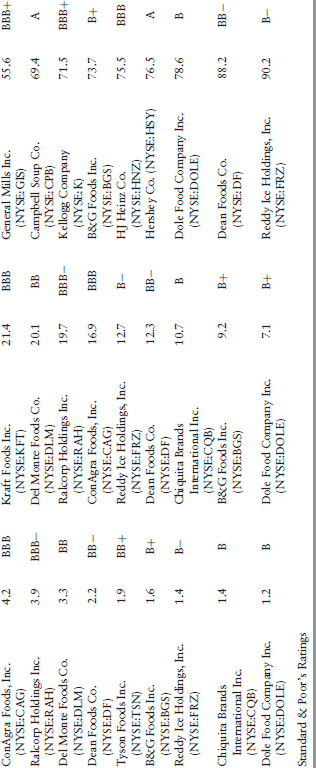 ConAgra Foods, Inc. 4.2 BBB Kraft Foods Inc. 21.4 BBB General Mills Inc. 55.6 BBB+
(NYSE:CAG) (NYSE:KFT) (NYSE:GIS)
Ralcorp Holdings Inc. 3.9 BBB− Del Monte Foods Co. 20.1 BB Campbell Soup Co. 69.4 A
(NYSE:RAH) (NYSE:DLM) (NYSE:CPB)
Del Monte Foods Co. 3.3 BB Ralcorp Holdings Inc. 19.7 BBB− Kellogg Company 71.5 BBB+
(NYSE:DLM) (NYSE:RAH) (NYSE:K)
Dean Foods Co. 2.2 BB− ConAgra Foods, Inc. 16.9 BBB B&G Foods Inc. 73.7 B+
(NYSE:DF) (NYSE:CAG) (NYSE:BGS)
Tyson Foods Inc. 1.9 BB+ Reddy Ice Holdings, Inc. 12.7 B− HJ Heinz Co. 75.5 BBB
(NYSE:TSN) (NYSE:FRZ) (NYSE:HNZ)
B&G Foods Inc. 1.6 B+ Dean Foods Co. 12.3 BB− Hershey Co. (NYSE:HSY) 76.5 A
(NYSE:BGS) (NYSE:DF)
Reddy Ice Holdings, Inc. 1.4 B− Chiquita Brands 10.7 B Dole Food Company Inc. 78.6 B
(NYSE:FRZ) International Inc. (NYSE:DOLE)
(NYSE:CQB)
Chiquita Brands 1.4 B B&G Foods Inc. 9.2 B+ Dean Foods Co. 88.2 BB−
International Inc. (NYSE:BGS) (NYSE:DF)
(NYSE:CQB)
Dole Food Company Inc. 1.2 B Dole Food Company Inc. 7.1 B+ Reddy Ice Holdings, Inc. 90.2 B−
(NYSE:DOLE) (NYSE:DOLE) (NYSE:FRZ)
Standard & Poor's Ratings